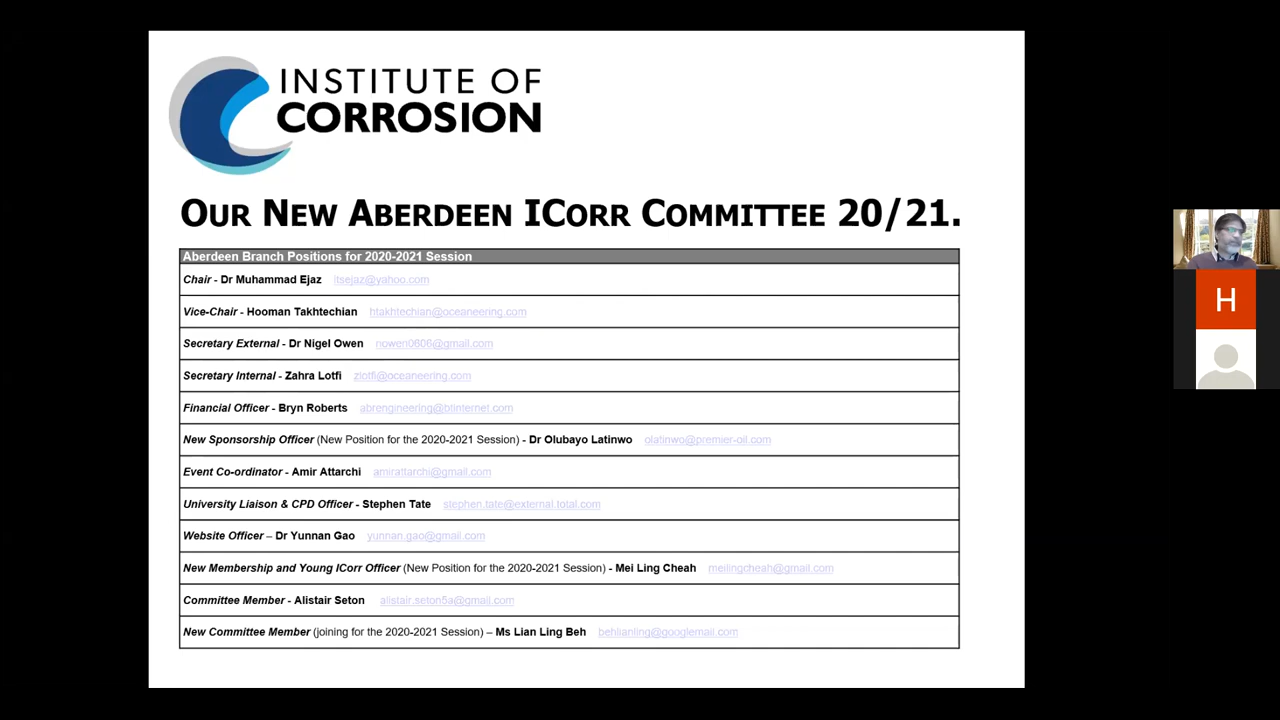 INSTITUTE OF
CORROSION
OUR NEW ABERDEEN ICORR COMMITTEE 20/21.
Aberdeen Branch Positions for 2020-2021 Session
Chair - Dr Muhammad Ejaz itsejaz@yahoo.com
Vice-Chair - Hooman Takhtechian htakhtechian@oceaneering.com
Secretary External - Dr Nigel Owen nowen0606@gmail.com
Secretary Internal - Zahra Lotfi zlotfi@oceaneering.com
Financial Officer - Bryn Roberts abrengineering@btinternet.com
New Sponsorship Officer (New Position for the 2020-2021 Session) - Dr Olubayo Latinwo olatinwo@premier-oil.com
Event Co-ordinator - Amir Attarchi amirattarchi@gmail.com
University Liaison & CPD Officer - Stephen Tate stephen.tate@external.total.com
Website Officer – Dr Yunnan Gao yunnan.gao@gmail.com
New Membership and Young ICorr Officer (New Position for the 2020-2021 Session) - Mei Ling Cheah meilingcheah@gmail.com
Committee Member - Alistair Seton alistair.seton5a@gmail.com
New Committee Member (joining for the 2020-2021 Session) – Ms Lian Ling Beh behlianling@googlemail.com
H